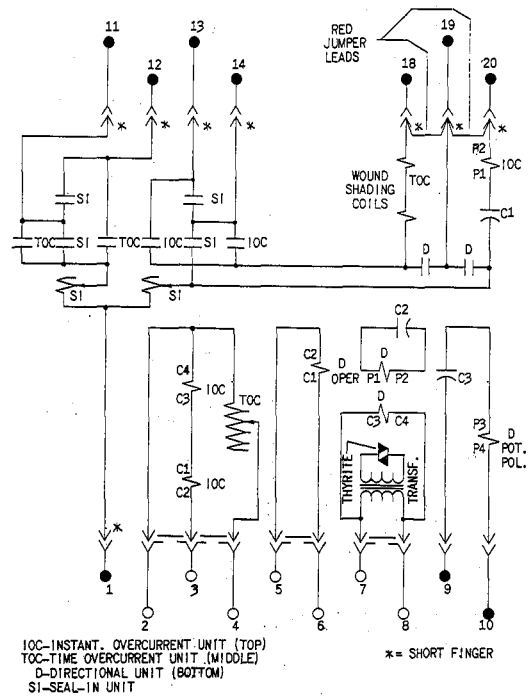 11
13
12
14
RED
JUMPER
LEADS
19
18
20
*
*
*
*
*
*
*
P2
P1
IOC
WOUND
SHADING
COILS
TOC
C1
SI
SI
TOC
SI
TOC
IOC
SI
IOC
D
D
SI
SI
C2
D
P1
P2
C4
C3
IOC
TOC
C2
C1
D
OPER
C3
D
C3
C4
P3
P4
D
POT.
POL.
THYRITE
TRANSF.
C1
C2
IOC
*
1
2
3
4
5
6
7
8
9
10
IOC-INSTANT. OVERCURRENT UNIT (TOP)
TOC-TIME OVERCURRENT UNIT (MIDDLE)
D-DIRECTIONAL UNIT (BOTTOM)
SI-SEAL-IN UNIT
*= SHORT FINGER